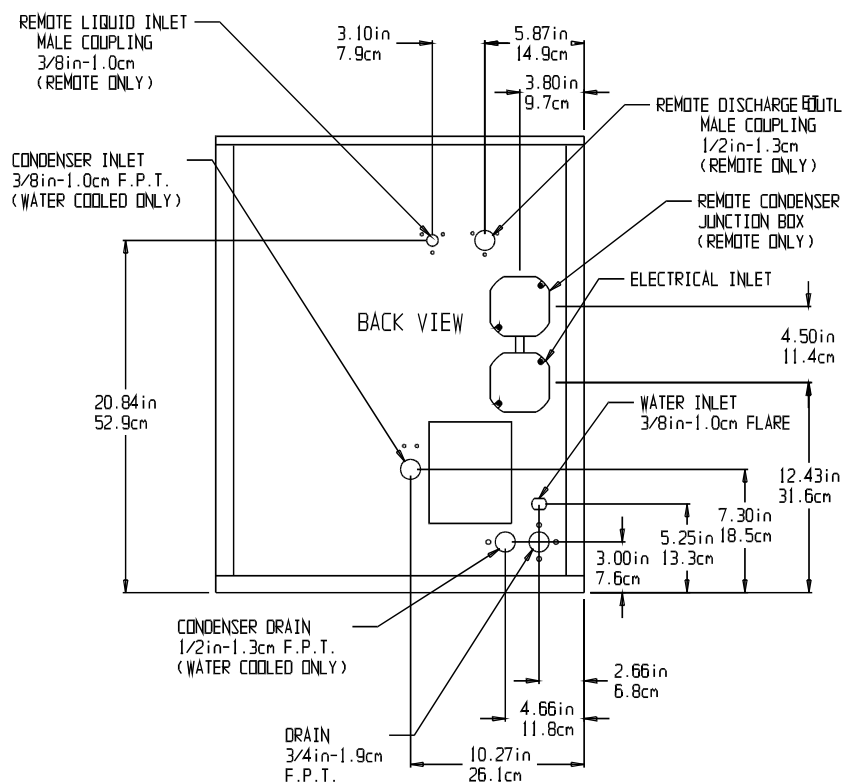 REMOTE LIQUID INLET
MALE COUPLING
3/8in-1.0cm
(REMOTE ONLY)
3.10in
7.9cm
5.87in
14.9cm
3.80in
9.7cm
REMOTE DISCHARGE OUTLET
MALE COUPLING
1/2in-1.3cm
(REMOTE ONLY)
CONDENSER INLET
3/8in-1.0cm F.P.T.
(WATER COOLED ONLY)
REMOTE CONDENSER
JUNCTION BOX
(REMOTE ONLY)
ELECTRICAL INLET
BACK VIEW
4.50in
11.4cm
20.84in
52.9cm
WATER INLET
3/8in-1.0cm FLARE
12.43in
31.6cm
7.30in
18.5cm
5.25in
13.3cm
3.00in
7.6cm
CONDENSER DRAIN
1/2in-1.3cm F.P.T.
(WATER COOLED ONLY)
2.66in
6.8cm
4.66in
11.8cm
DRAIN
3/4in-1.9cm
F.P.T.
10.27in
26.1cm